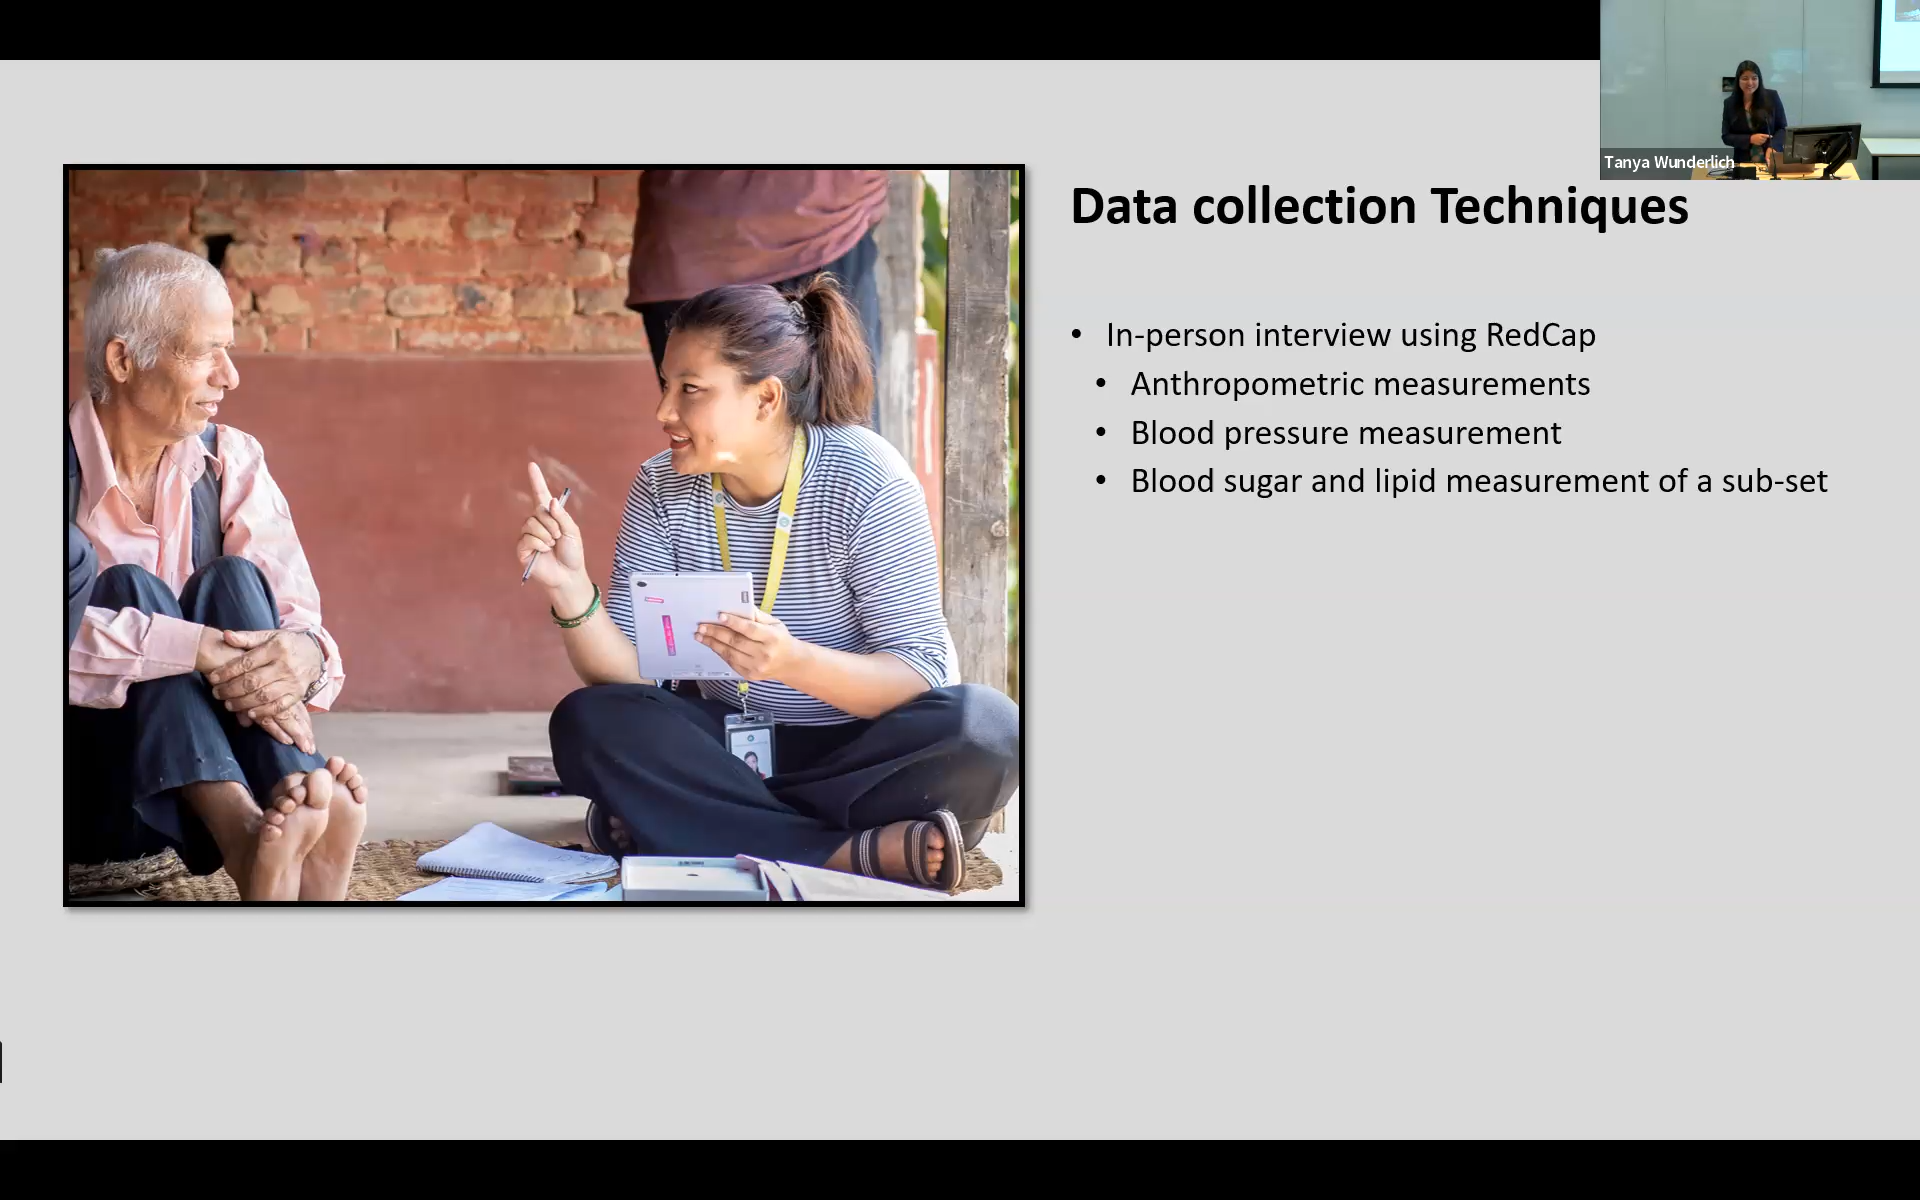 Tanya Wunderlich
Data collection Techniques
• In-person interview using RedCap
• Anthropometric measurements
• Blood pressure measurement
• Blood sugar and lipid measurement of a sub-set